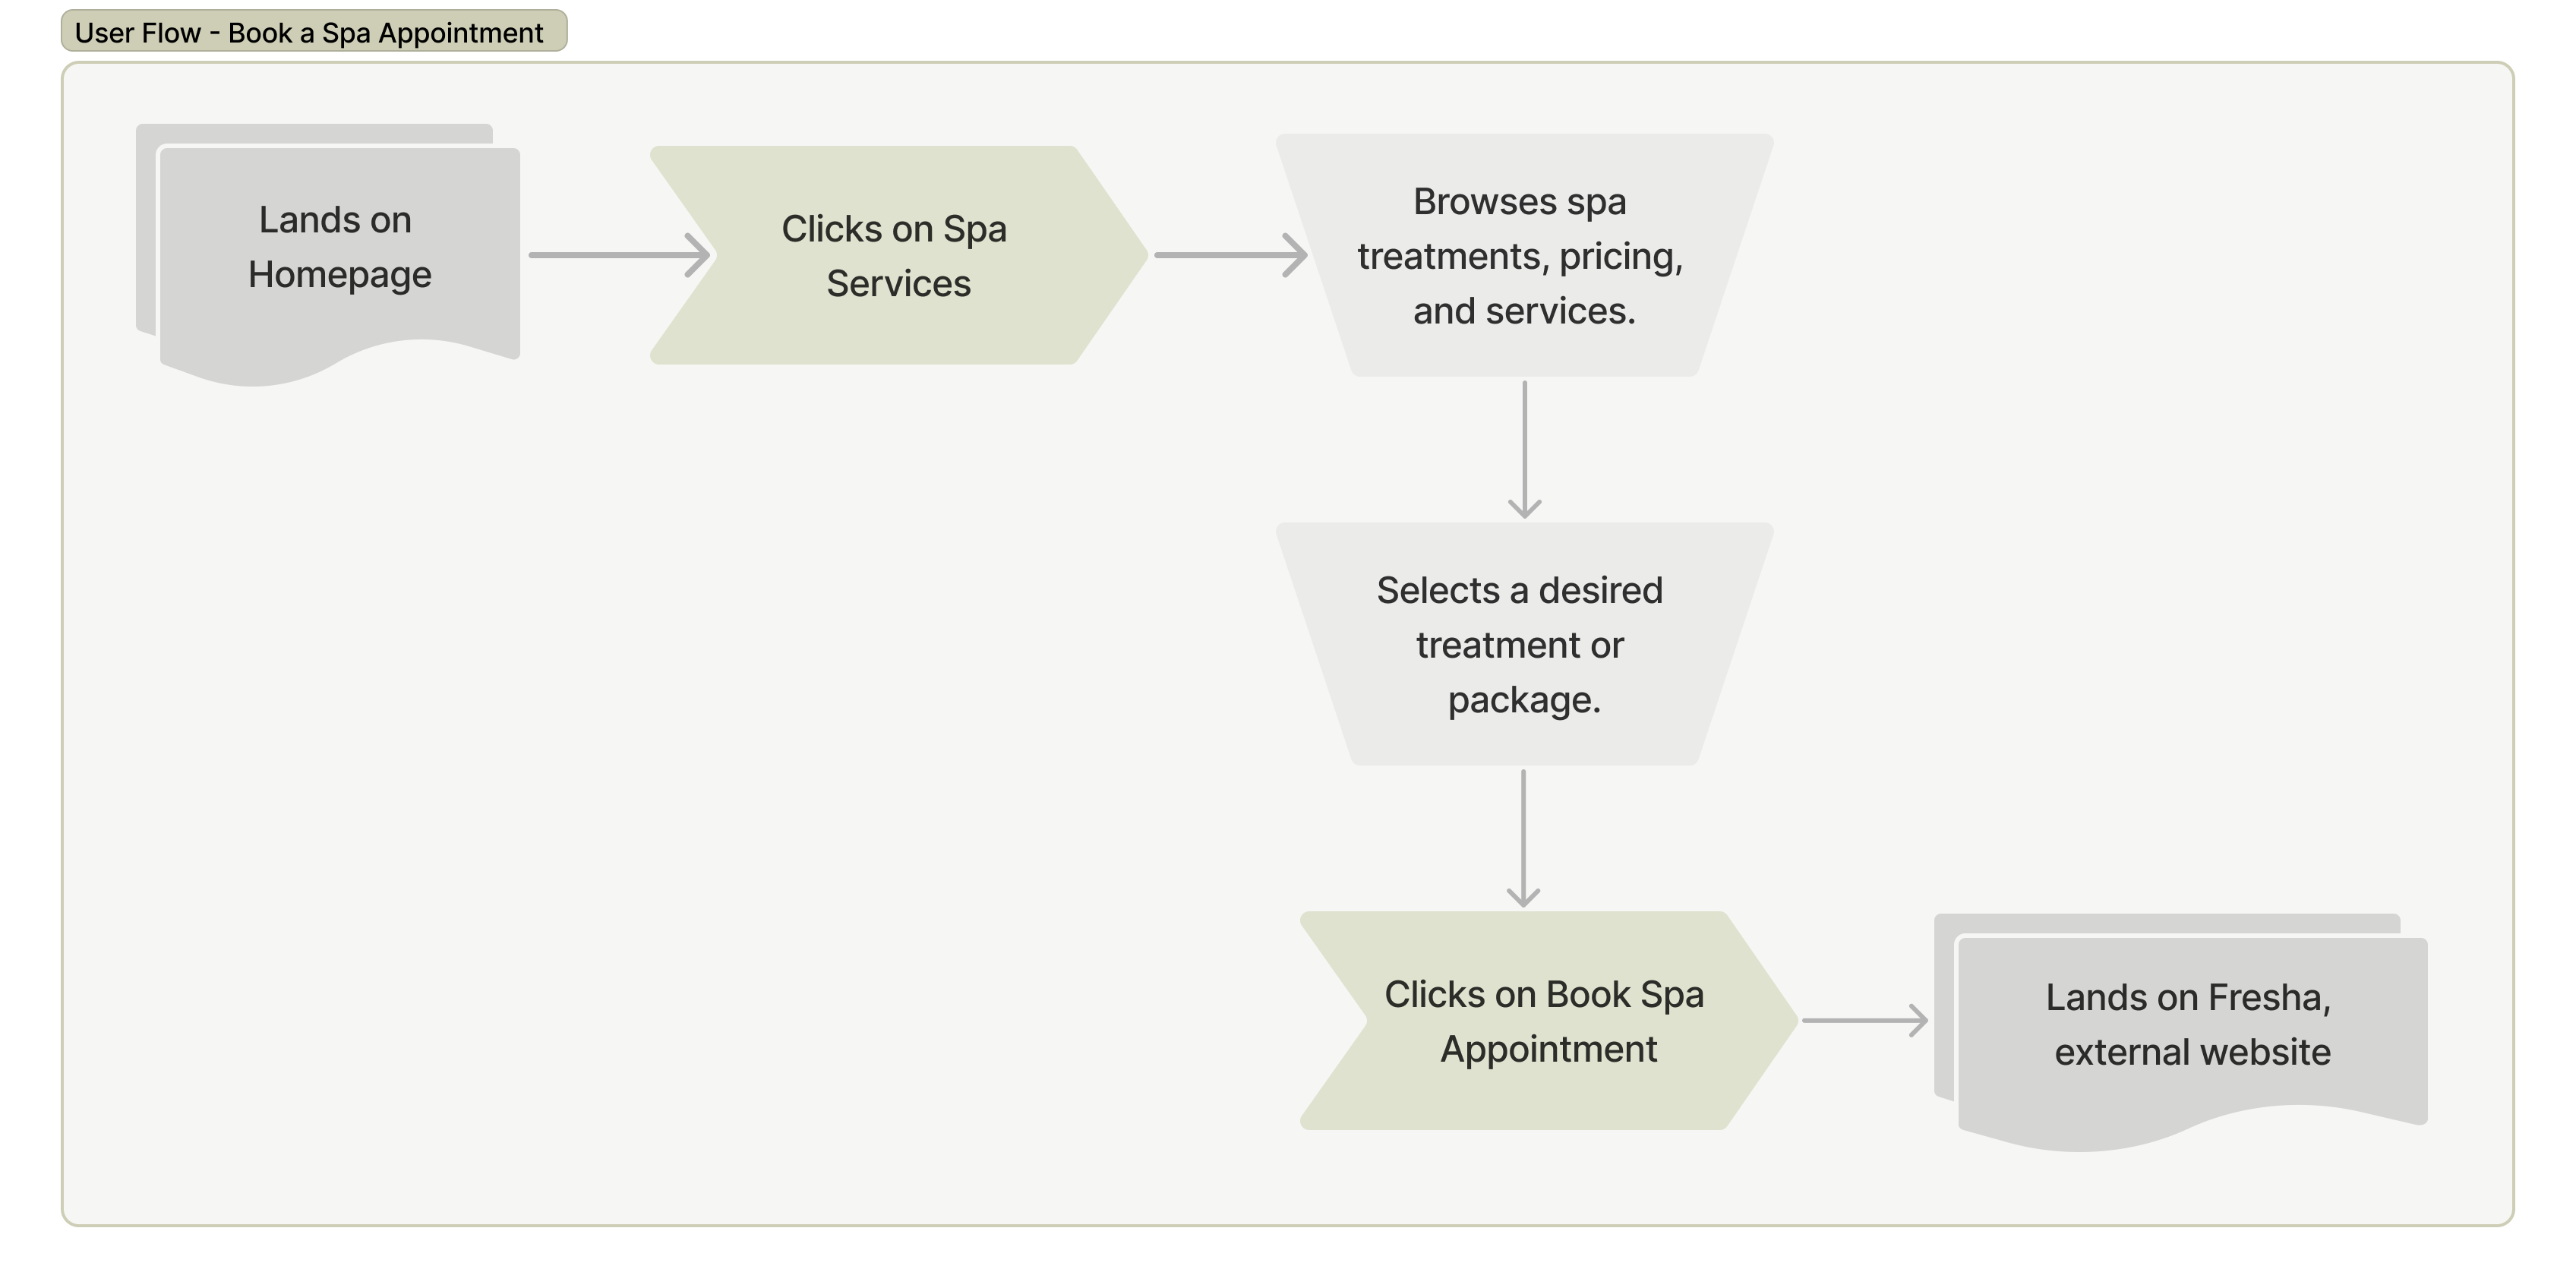 User Flow - Book a Spa Appointment
Lands on
Homepage
Clicks on Spa
Services
Browses spa
treatments, pricing,
and services.
Selects a desired
treatment or
package.
Clicks on Book Spa
Appointment
Lands on Fresha,
external website